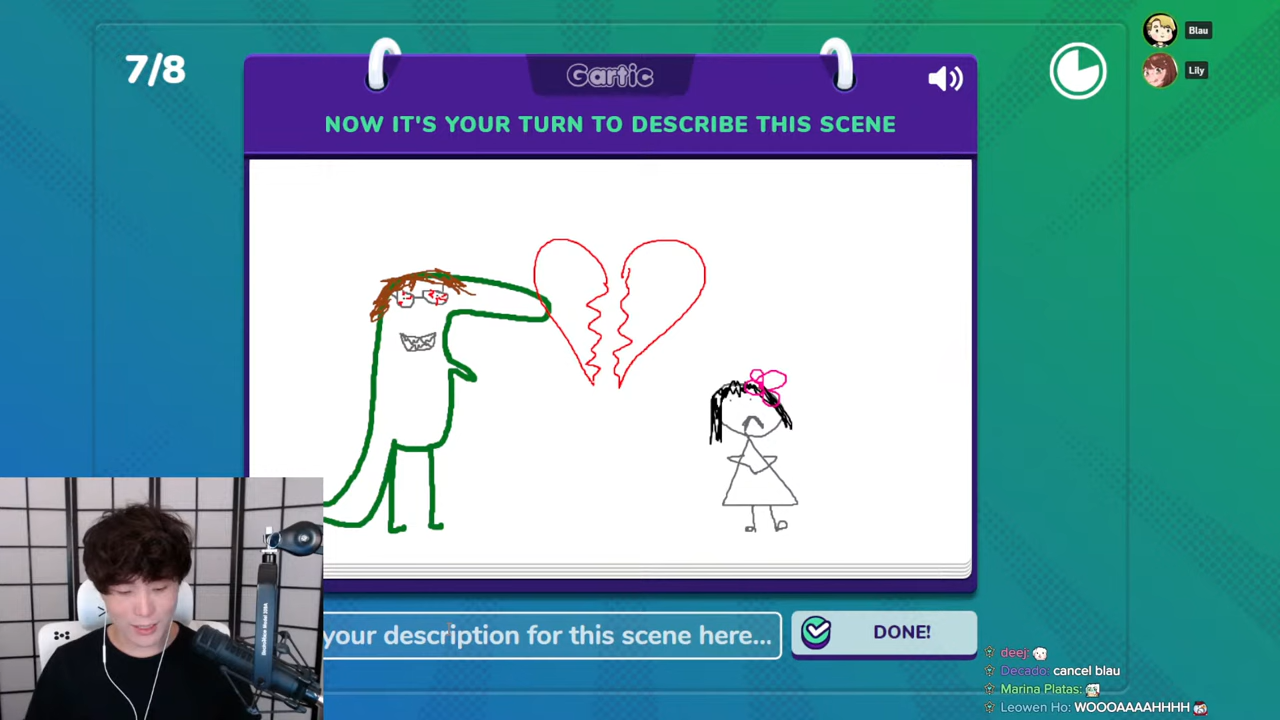 7/8
Gartic
NOW IT'S YOUR TURN TO DESCRIBE THIS SCENE
Blau
Lily
your description for this scene here...
DONE!
deej:
Decado: cancel blau
Marina Platas:
Leowen Ho: WOOOAAAAHHHH